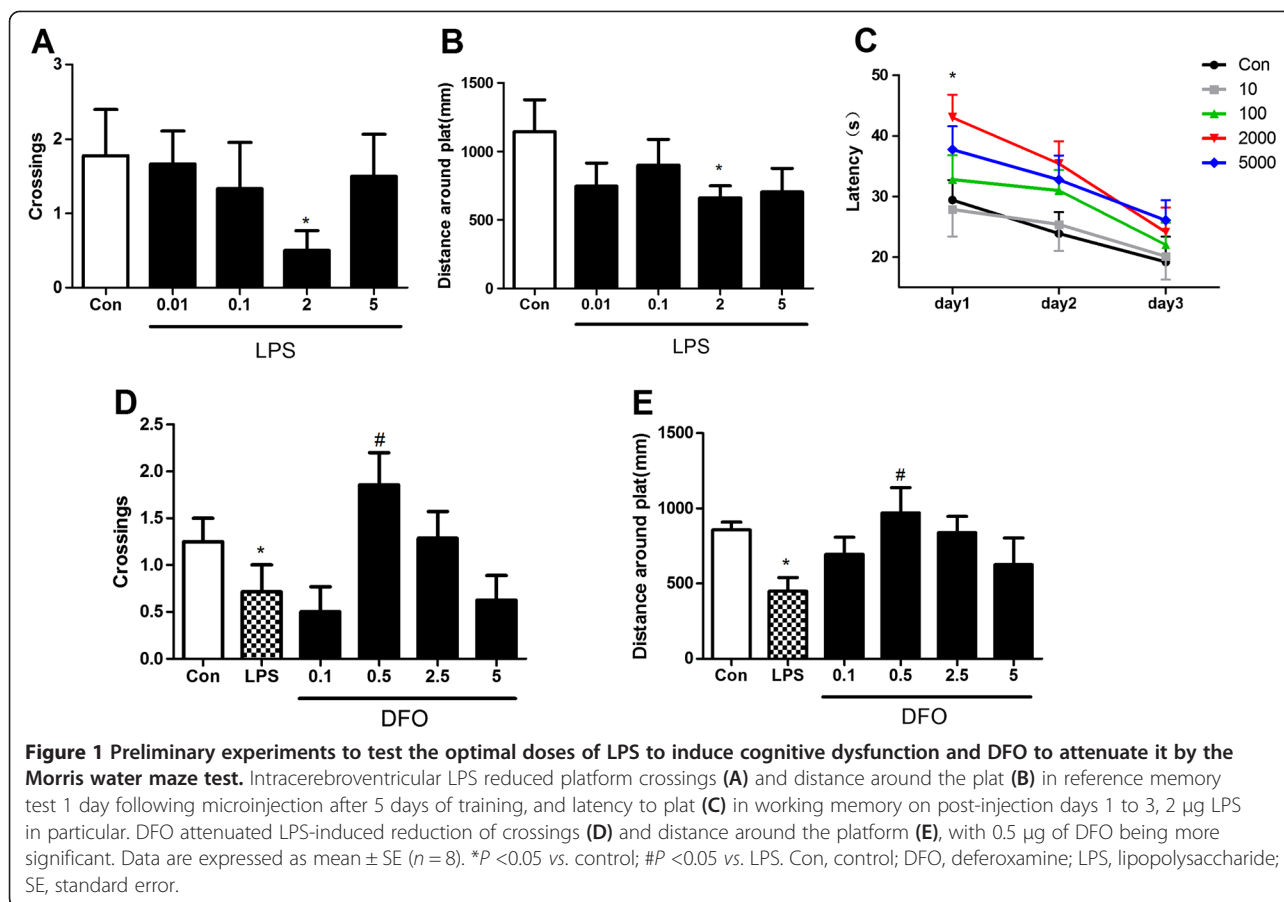 A
B
C
3
2
1
0
Crossings
Con
0.01
0.1
2
5
*
LPS
1500
1000
500
0
Distance around plat(mm)
Con
0.01
0.1
2
5
*
LPS
50
40
30
20
Latency (s)
*
day1
day2
day3
Con
10
100
2000
5000
D
E
2.5
2.0
1.5
1.0
0.5
0.0
Crossings
*
#
Con
LPS
0.1
0.5
2.5
5
DFO
1500
1000
500
0
Distance around plat(mm)
*
#
Con
LPS
0.1
0.5
2.5
5
DFO
Figure 1 Preliminary experiments to test the optimal doses of LPS to induce cognitive dysfunction and DFO to attenuate it by the
Morris water maze test. Intracerebroventricular LPS reduced platform crossings (A) and distance around the plat (B) in reference memory
test 1 day following microinjection after 5 days of training, and latency to plat (C) in working memory on post-injection days 1 to 3, 2 μg LPS
in particular. DFO attenuated LPS-induced reduction of crossings (D) and distance around the platform (E), with 0.5 μg of DFO being more
significant. Data are expressed as mean ± SE (n = 8). *P <0.05 vs. control; #P <0.05 vs. LPS. Con, control; DFO, deferoxamine; LPS, lipopolysaccharide;
SE, standard error.